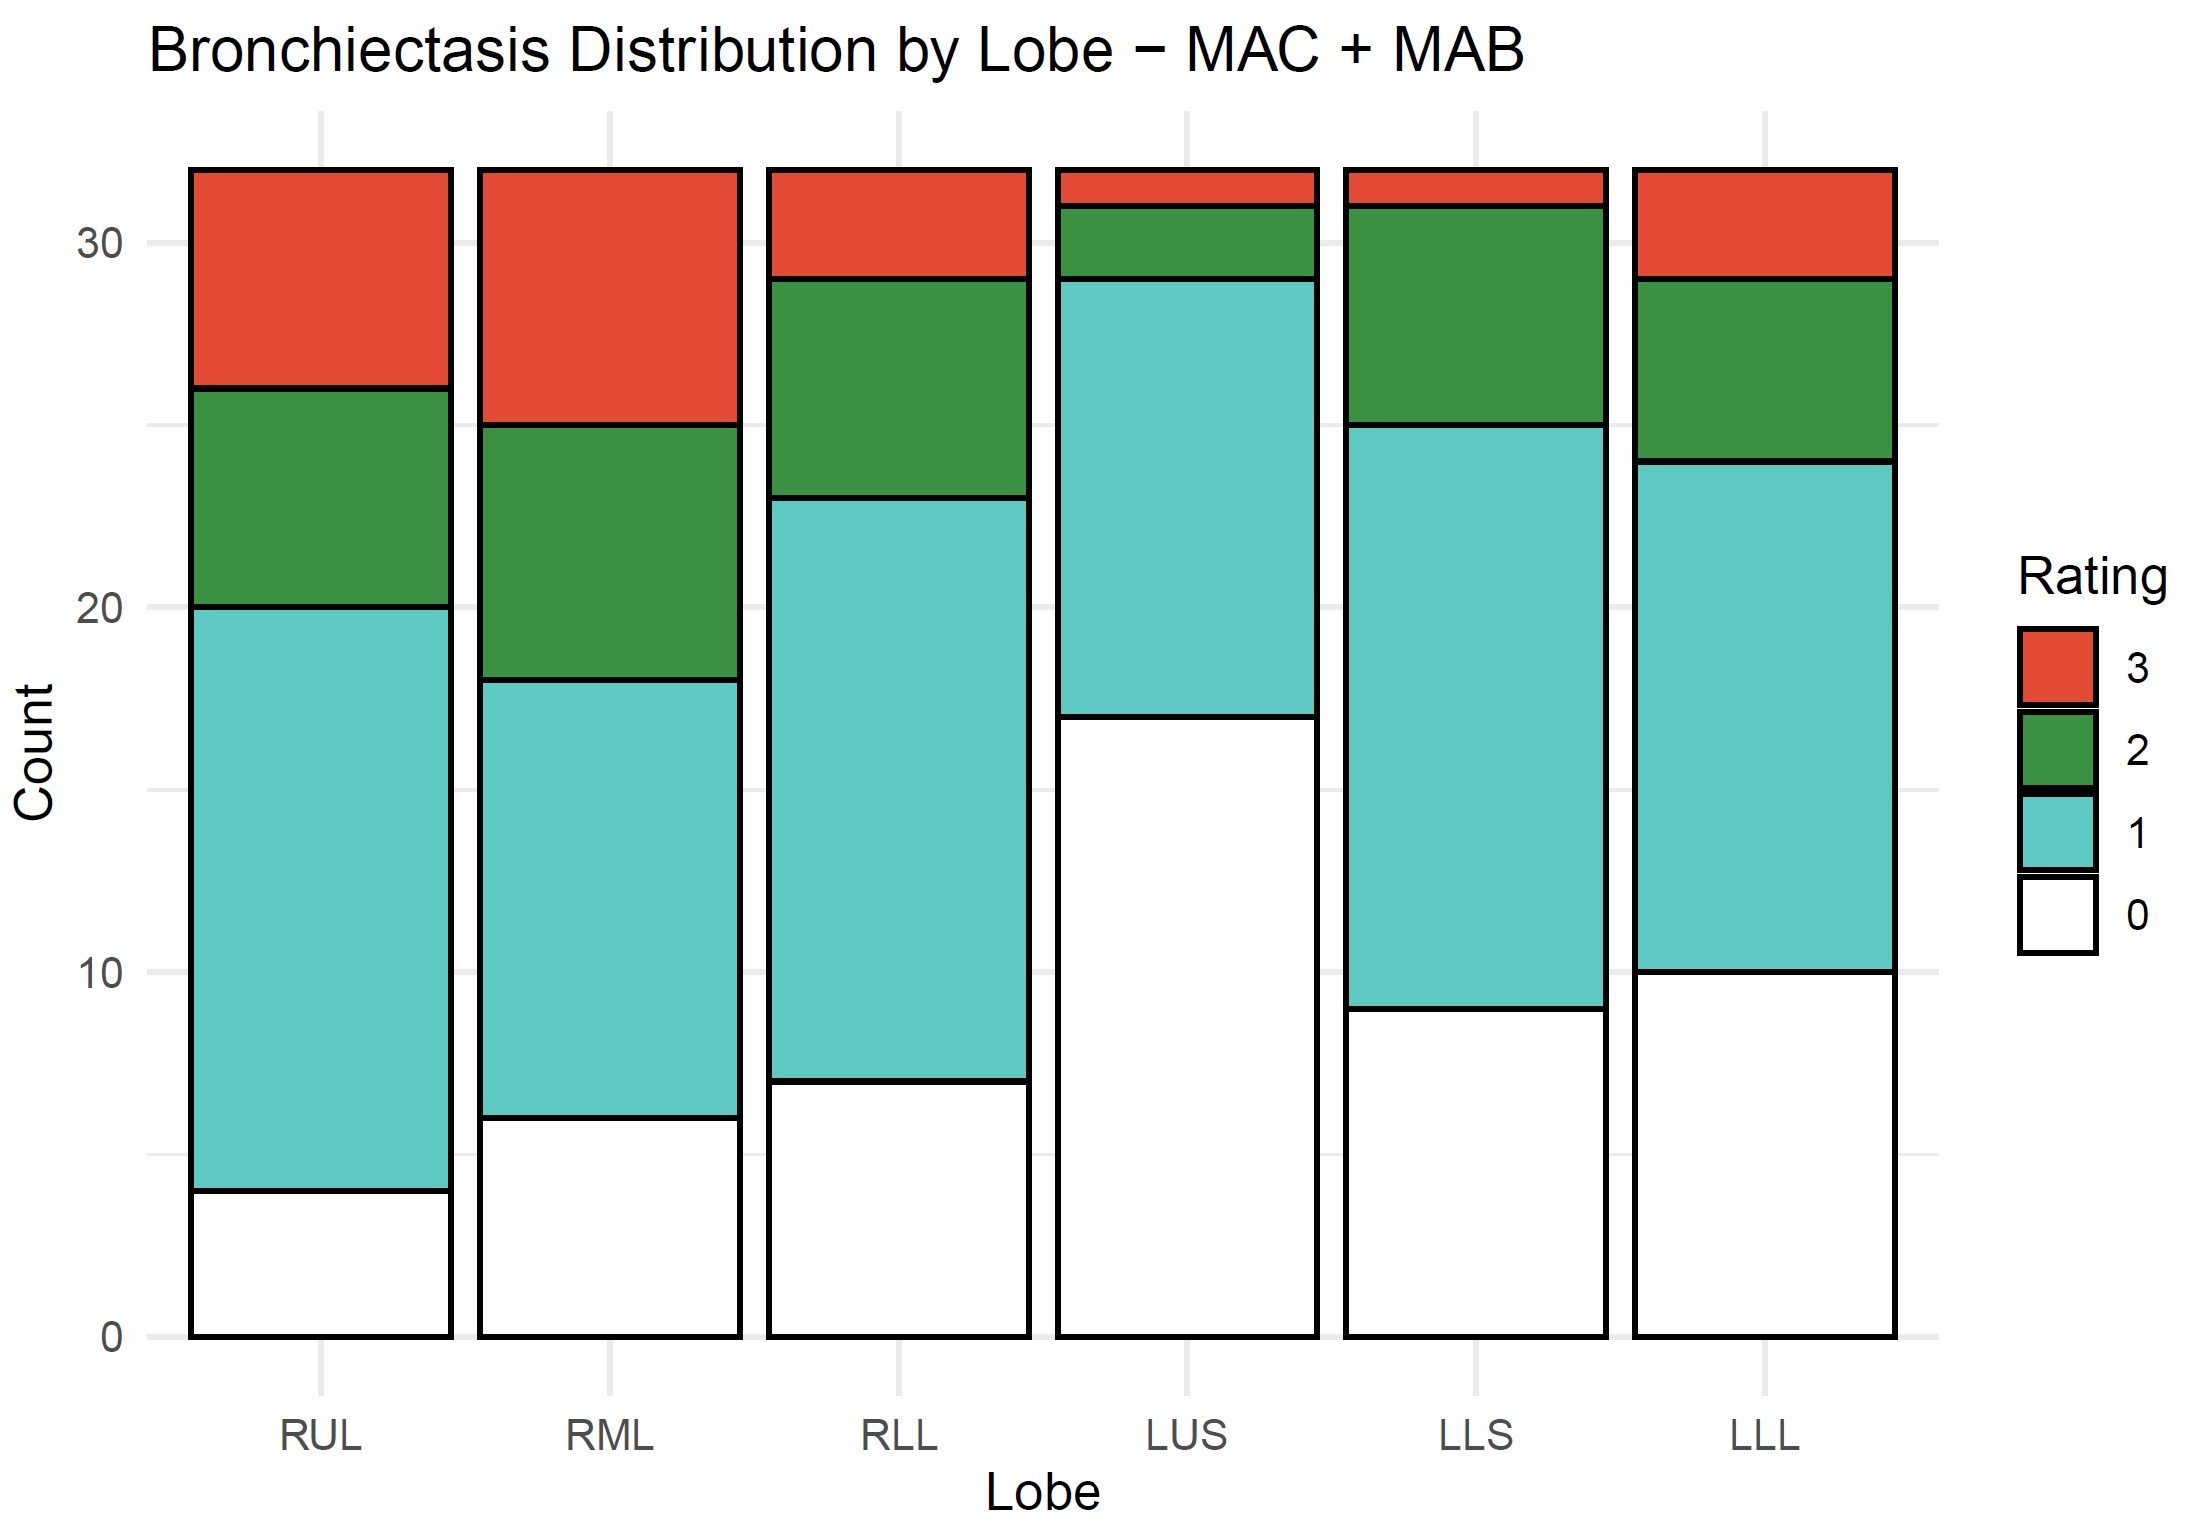 Bronchiectasis Distribution by Lobe − MAC + MAB
30
20
10
0
Count
RUL RML RLL LUS LLS LLL
Lobe
Rating
3
2
1
0